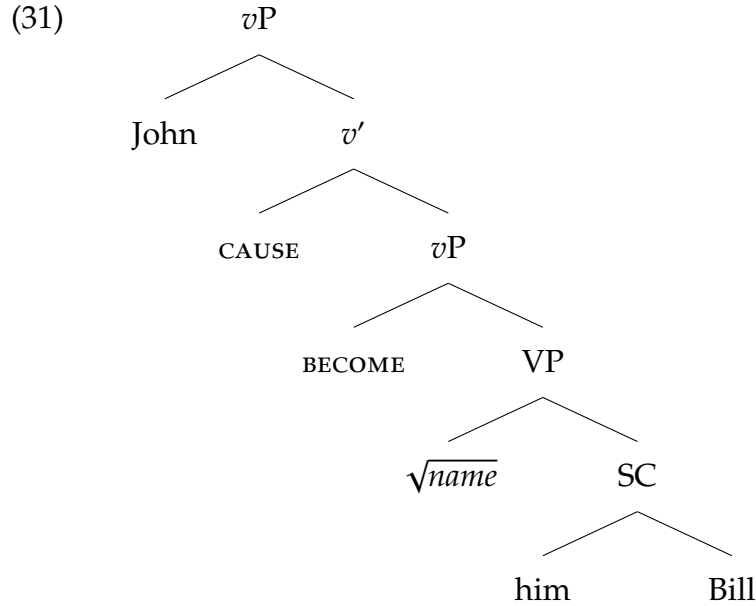 (31) vP
John v′
CAUSE vP
BECOME VP
√name SC
him Bill